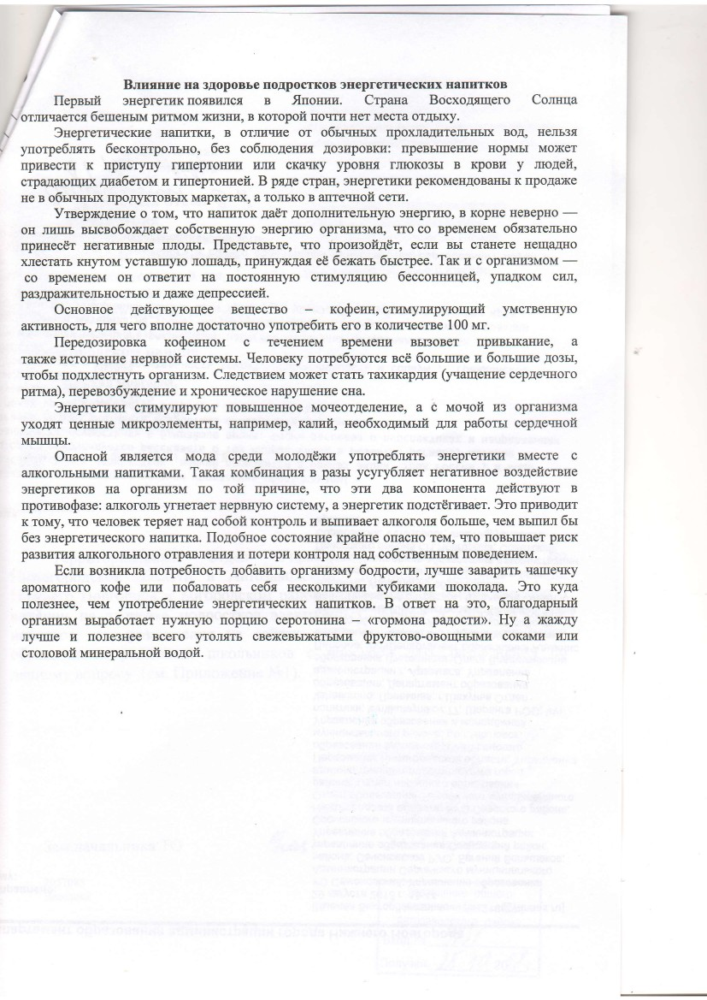 Влияние на здоровье подростков энергетических напитков
Первый энергетик появился в Японии. Страна Восходящего Солнца
отличается бешеным ритмом жизни, в которой почти нет места отдыху.
Энергетические напитки, в отличие от обычных прохладительных вод, нельзя
употреблять бесконтрольно, без соблюдения дозировки: превышение нормы может
привести к приступу гипертонии или скачку уровня глюкозы в крови у людей,
страдающих диабетом и гипертонией. В ряде стран, энергетики рекомендованы к продаже
не в обычных продуктовых маркетах, а только в аптечной сети.
Утверждение о том, что напиток даёт дополнительную энергию, в корне неверно —
он лишь высвобождает собственную энергию организма, что со временем обязательно
принесёт негативные плоды. Представьте, что произойдёт, если вы станете нещадно
хлестать кнутом уставшую лошадь, принуждая её бежать быстрее. Так и с организмом —
со временем он ответит на постоянную стимуляцию бессонницей, упадком сил,
раздражительностью и даже депрессией.
Основное действующее вещество – кофеин, стимулирующий умственную
активность, для чего вполне достаточно употребить его в количестве 100 мг.
Передозировка кофеином с течением времени вызовет привыкание, а
также истощение нервной системы. Человеку потребуются всё большие и большие дозы,
чтобы подхлестнуть организм. Следствием может стать тахикардия (учащение сердечного
ритма), перевозбуждение и хроническое нарушение сна.
Энергетики стимулируют повышенное мочеотделение, а с мочой из организма
уходят ценные микроэлементы, например, калий, необходимый для работы сердечной
мышцы.
Опасной является мода среди молодёжи употреблять энергетики вместе с
алкогольными напитками. Такая комбинация в разы усугубляет негативное воздействие
энергетиков на организм по той причине, что эти два компонента действуют в
противофазе: алкоголь угнетает нервную систему, а энергетик подстёгивает. Это приводит
к тому, что человек теряет над собой контроль и выпивает алкоголя больше, чем выпил бы
без энергетического напитка. Подобное состояние крайне опасно тем, что повышает риск
развития алкогольного отравления и потери контроля над собственным поведением.
Если возникла потребность добавить организму бодрости, лучше заварить чашечку
ароматного кофе или побаловать себя несколькими кубиками шоколада. Это куда
полезнее, чем употребление энергетических напитков. В ответ на это, благодарный
организм выработает нужную порцию серотонина – «гормона радости». Ну а жажду
лучше и полезнее всего утолять свежевыжатыми фруктово-овощными соками или
столовой минеральной водой.